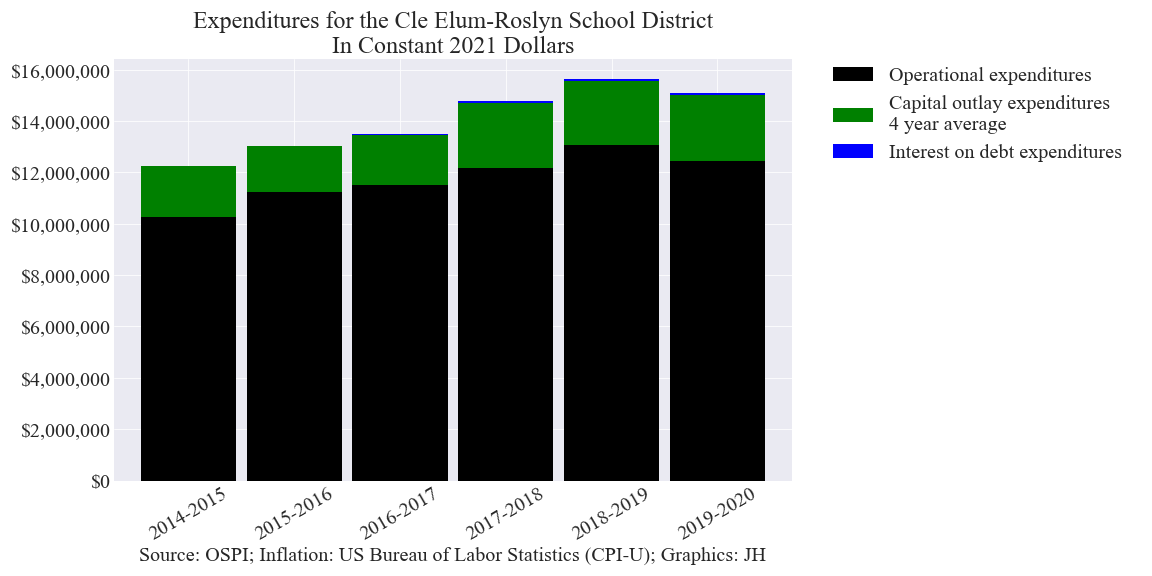 Expenditures for the Cle Elum-Roslyn School District
In Constant 2021 Dollars
$16,000,000
$14,000,000
$12,000,000
$10,000,000
$8,000,000
$6,000,000
$4,000,000
$2,000,000
$0
2014-2015
2015-2016
2016-2017
2017-2018
2018-2019
2019-2020
Source: OSPI; Inflation: US Bureau of Labor Statistics (CPI-U); Graphics: JH
Operational expenditures
Capital outlay expenditures
4 year average
Interest on debt expenditures